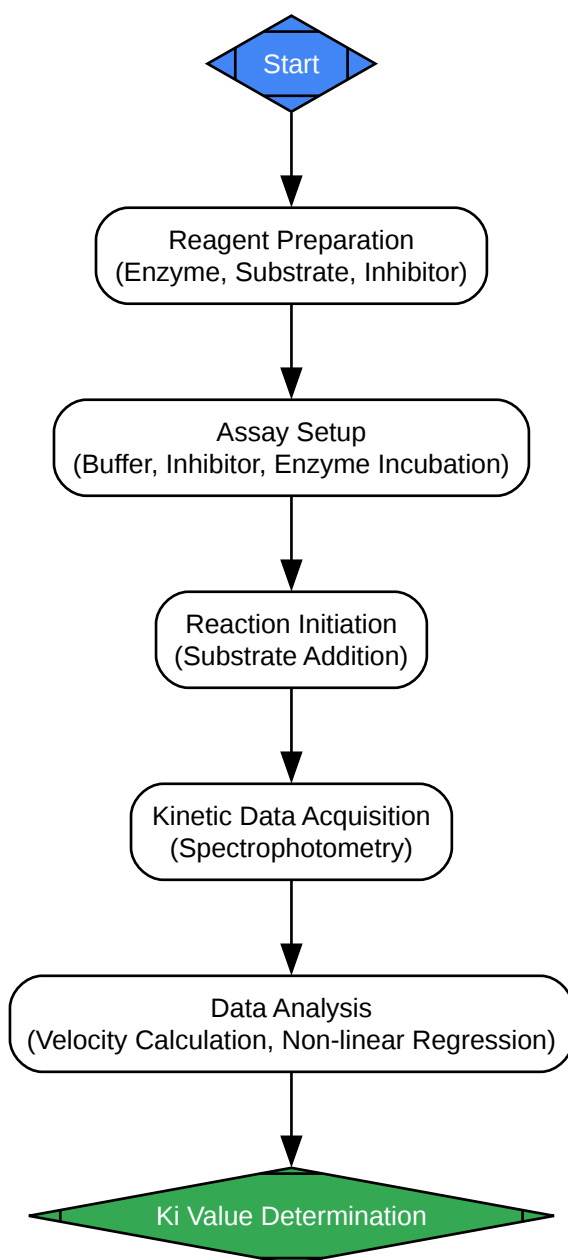 Start
Reagent Preparation
(Enzyme, Substrate, Inhibitor)
Assay Setup
(Buffer, Inhibitor, Enzyme Incubation)
Reaction Initiation
(Substrate Addition)
Kinetic Data Acquisition
(Spectrophotometry)
Data Analysis
(Velocity Calculation, Non-linear Regression)
Ki Value Determination